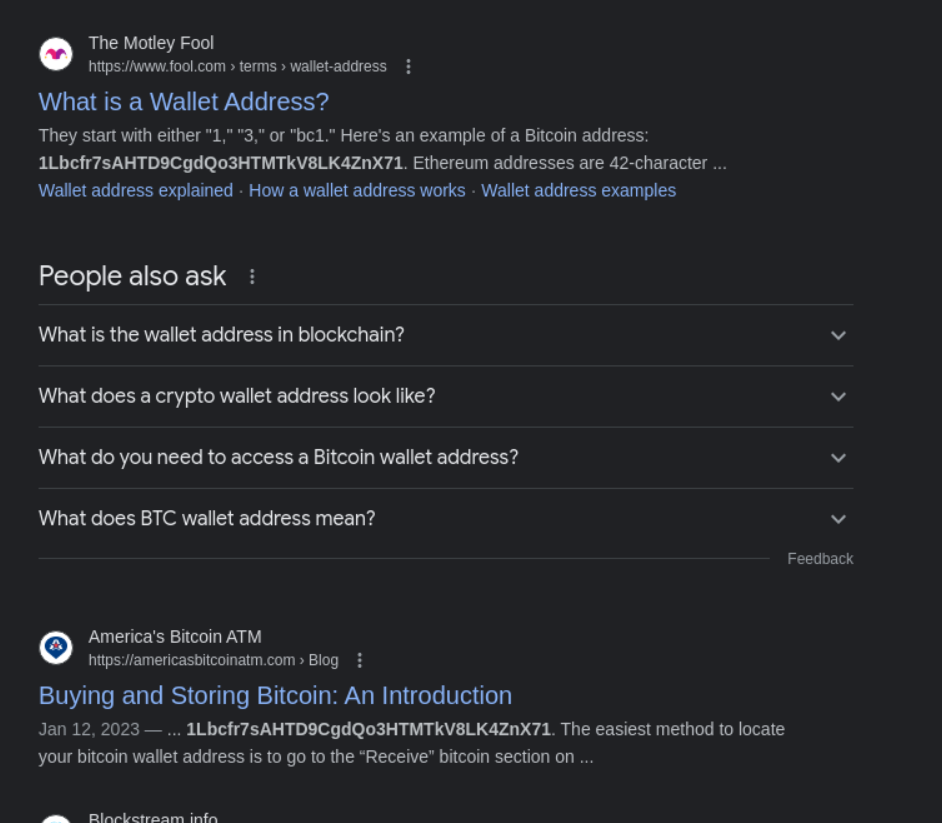 The Motley Fool
https://www.fool.com › terms › wallet-address
What is a Wallet Address?
They start with either "1," "3," or "bc1." Here's an example of a Bitcoin address:
1Lbcfr7sAHTD9CgdQo3HTMTkV8LK4ZnX71. Ethereum addresses are 42-character ...
Wallet address explained · How a wallet address works · Wallet address examples
People also ask
What is the wallet address in blockchain?
What does a crypto wallet address look like?
What do you need to access a Bitcoin wallet address?
What does BTC wallet address mean?
Feedback
America's Bitcoin ATM
https://americasbitcoinatm.com › Blog
Buying and Storing Bitcoin: An Introduction
Jan 12, 2023 — ... 1Lbcfr7sAHTD9CgdQo3HTMTkV8LK4ZnX71. The easiest method to locate
your bitcoin wallet address is to go to the “Receive” bitcoin section on ...
Blockstream.info